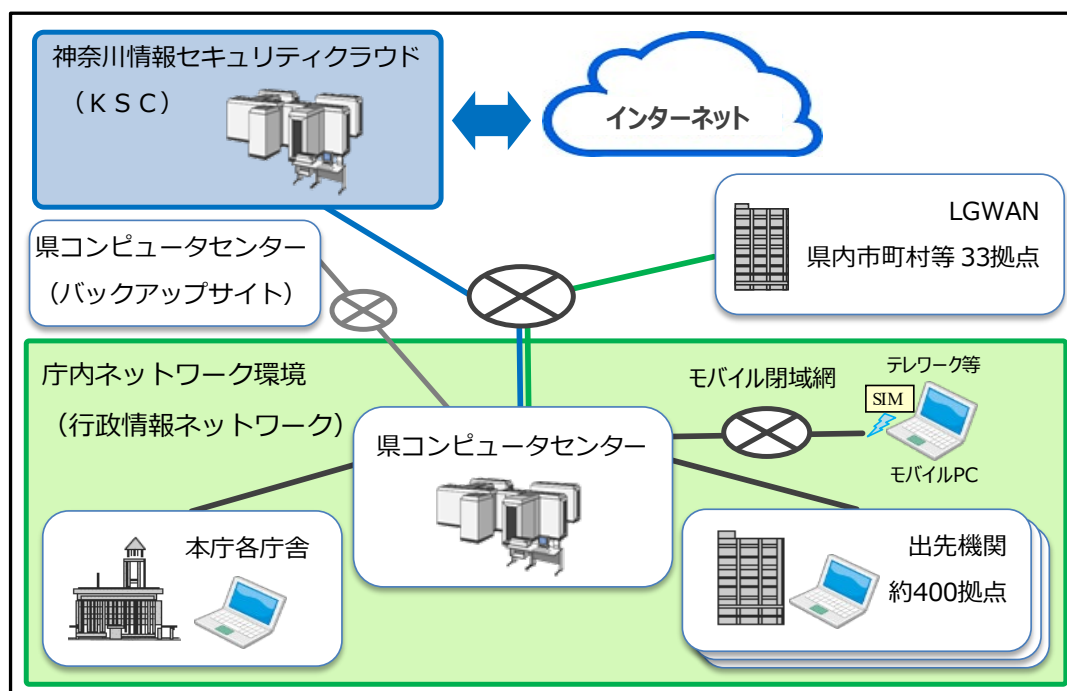 神奈川情報セキュリティクラウド
（ＫＳＣ）
インターネット
LGWAN
県内市町村等 33拠点
県コンピュータセンター
（バックアップサイト）
庁内ネットワーク環境
（行政情報ネットワーク）
モバイル閉域網
テレワーク等
SIM
モバイルPC
県コンピュータセンター
本庁各庁舎
出先機関
約400拠点